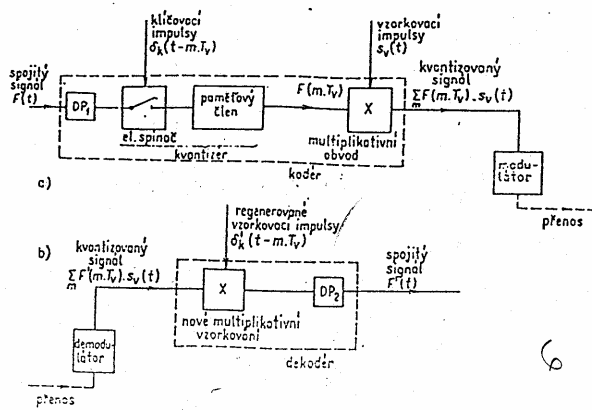 klíčovací
impulsy
δk(t-m.Tv)
vzorkovací
impulsy
sv(t)
spojitý
signál
F(t)
DP1
el. spínač
paměťový
člen
kvantizér
F(m.Tv)
X
multiplikativní
obvod
kodér
kvantizovaný
signál
∑m F(m.Tv).sv(t)
modu-
látor
přenos
a)
b)
regenerované
vzorkovací impulsy
δ'k(t-m.Tv)
kvantizovaný
signál
∑m F'(m.Tv).sv(t)
X
nové multiplikativní
vzorkování
DP2
dekodér
spojitý
signál
F'(t)
demodu-
látor
přenos
6